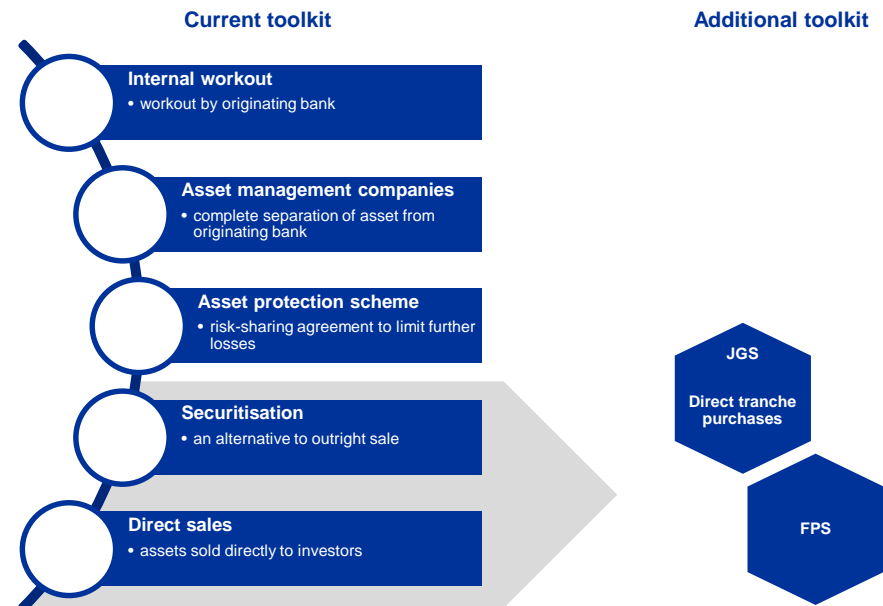 Current toolkit
Additional toolkit
Internal workout
• workout by originating bank
Asset management companies
• complete separation of asset from
originating bank
Asset protection scheme
• risk-sharing agreement to limit further
losses
Securitisation
• an alternative to outright sale
Direct sales
• assets sold directly to investors
JGS
Direct tranche
purchases
FPS